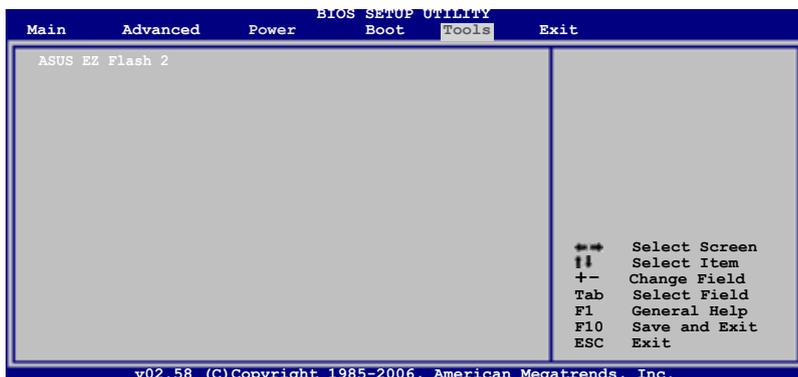 BIOS SETUP UTILITY
Main Advanced Power Boot Tools Exit
ASUS EZ Flash 2
←→ Select Screen
↑↓ Select Item
+- Change Field
Tab Select Field
F1 General Help
F10 Save and Exit
ESC Exit
v02.58 (C)Copyright 1985-2006, American Megatrends, Inc.